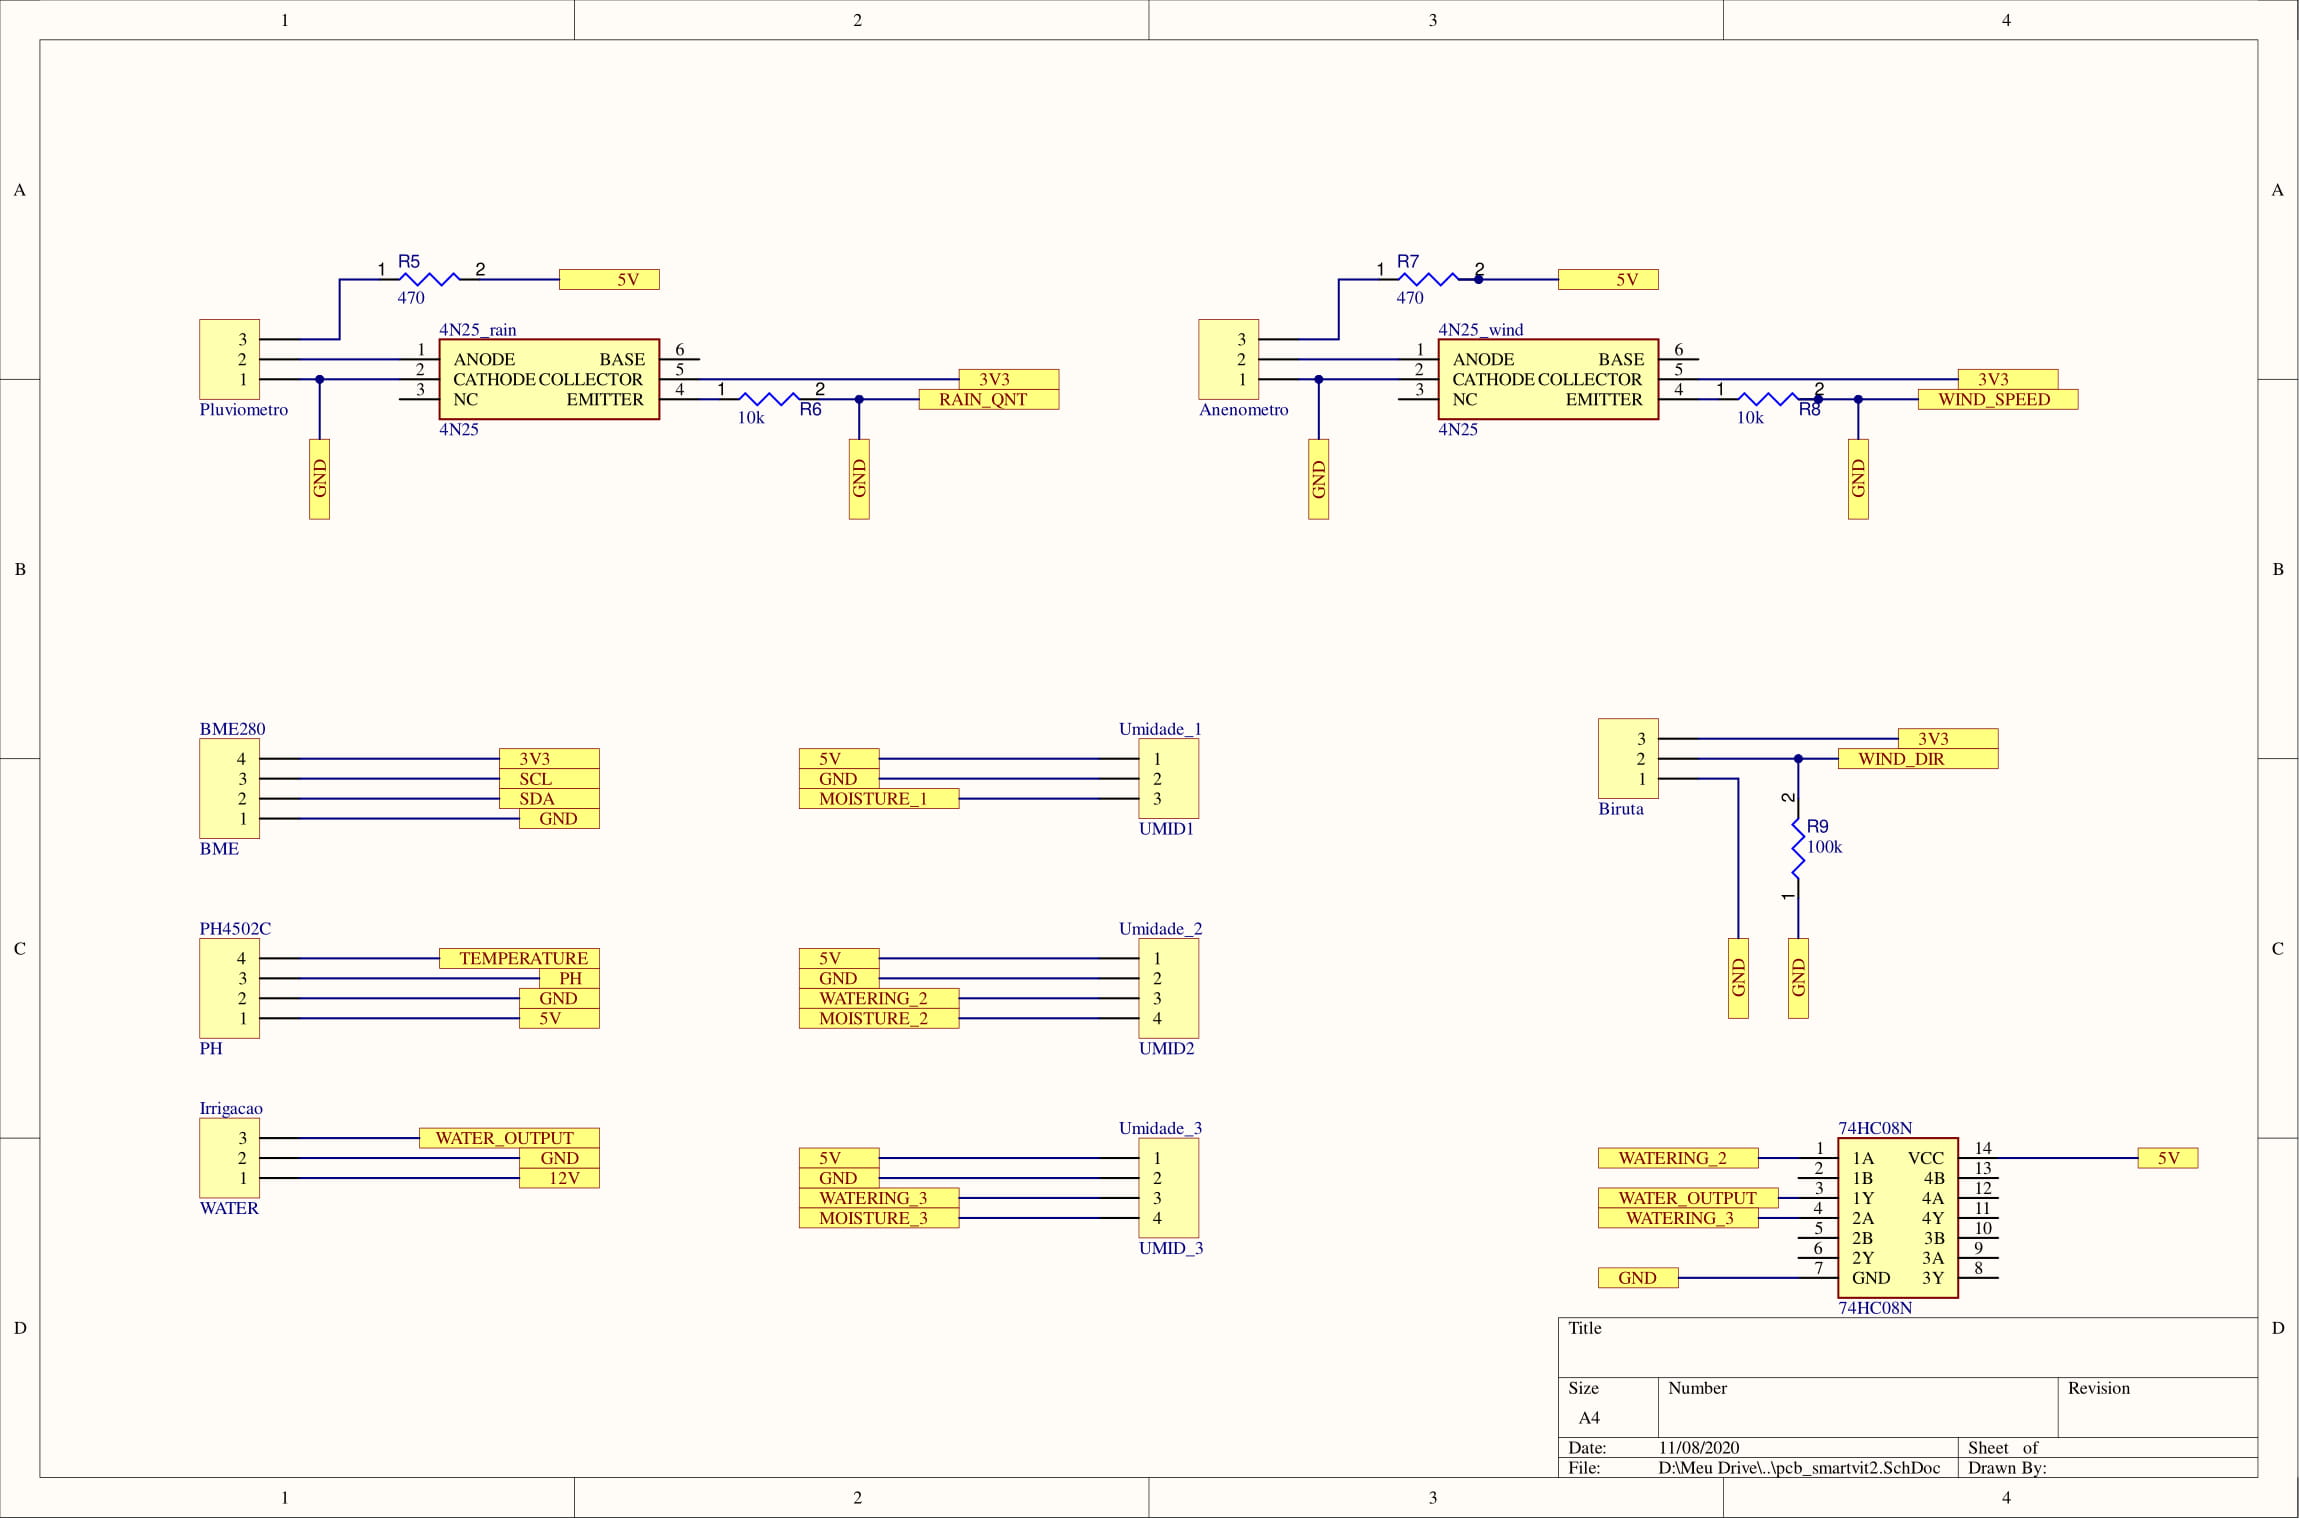 1 2 3 4
A A
R5
1 2
470
5V
R7
1 2
470
5V
4N25_rain
3
2
1
Pluviometro
1 ANODE BASE 6
2 CATHODE COLLECTOR 5
3 NC EMITTER 4
4N25
3V3
1 2
10k R6
RAIN_QNT
GND
GND
4N25_wind
3
2
1
Anenometro
1 ANODE BASE 6
2 CATHODE COLLECTOR 5
3 NC EMITTER 4
4N25
3V3
1 2
10k R8
WIND_SPEED
GND
GND
B B
BME280
4 3V3
3 SCL
2 SDA
1 GND
BME
Umidade_1
5V 1
GND 2
MOISTURE_1 3
UMID1
3 3V3
2 WIND_DIR
1
Biruta
2
R9
100k
1
GND
GND
C C
PH4502C
4 TEMPERATURE
3 PH
2 GND
1 5V
PH
Umidade_2
5V 1
GND 2
WATERING_2 3
MOISTURE_2 4
UMID2
Irrigacao
3 WATER_OUTPUT
2 GND
1 12V
WATER
Umidade_3
5V 1
GND 2
WATERING_3 3
MOISTURE_3 4
UMID_3
74HC08N
WATERING_2 1 1A VCC 14 5V
2 1B 4B 13
WATER_OUTPUT 3 1Y 4A 12
WATERING_3 4 2A 4Y 11
5 2B 3B 10
6 2Y 3A 9
GND 7 GND 3Y 8
74HC08N
D D
Title
Size Number Revision
A4
Date: 11/08/2020 Sheet of
File: D:\Meu Drive\..\pcb_smartvit2.SchDoc Drawn By:
1 2 3 4